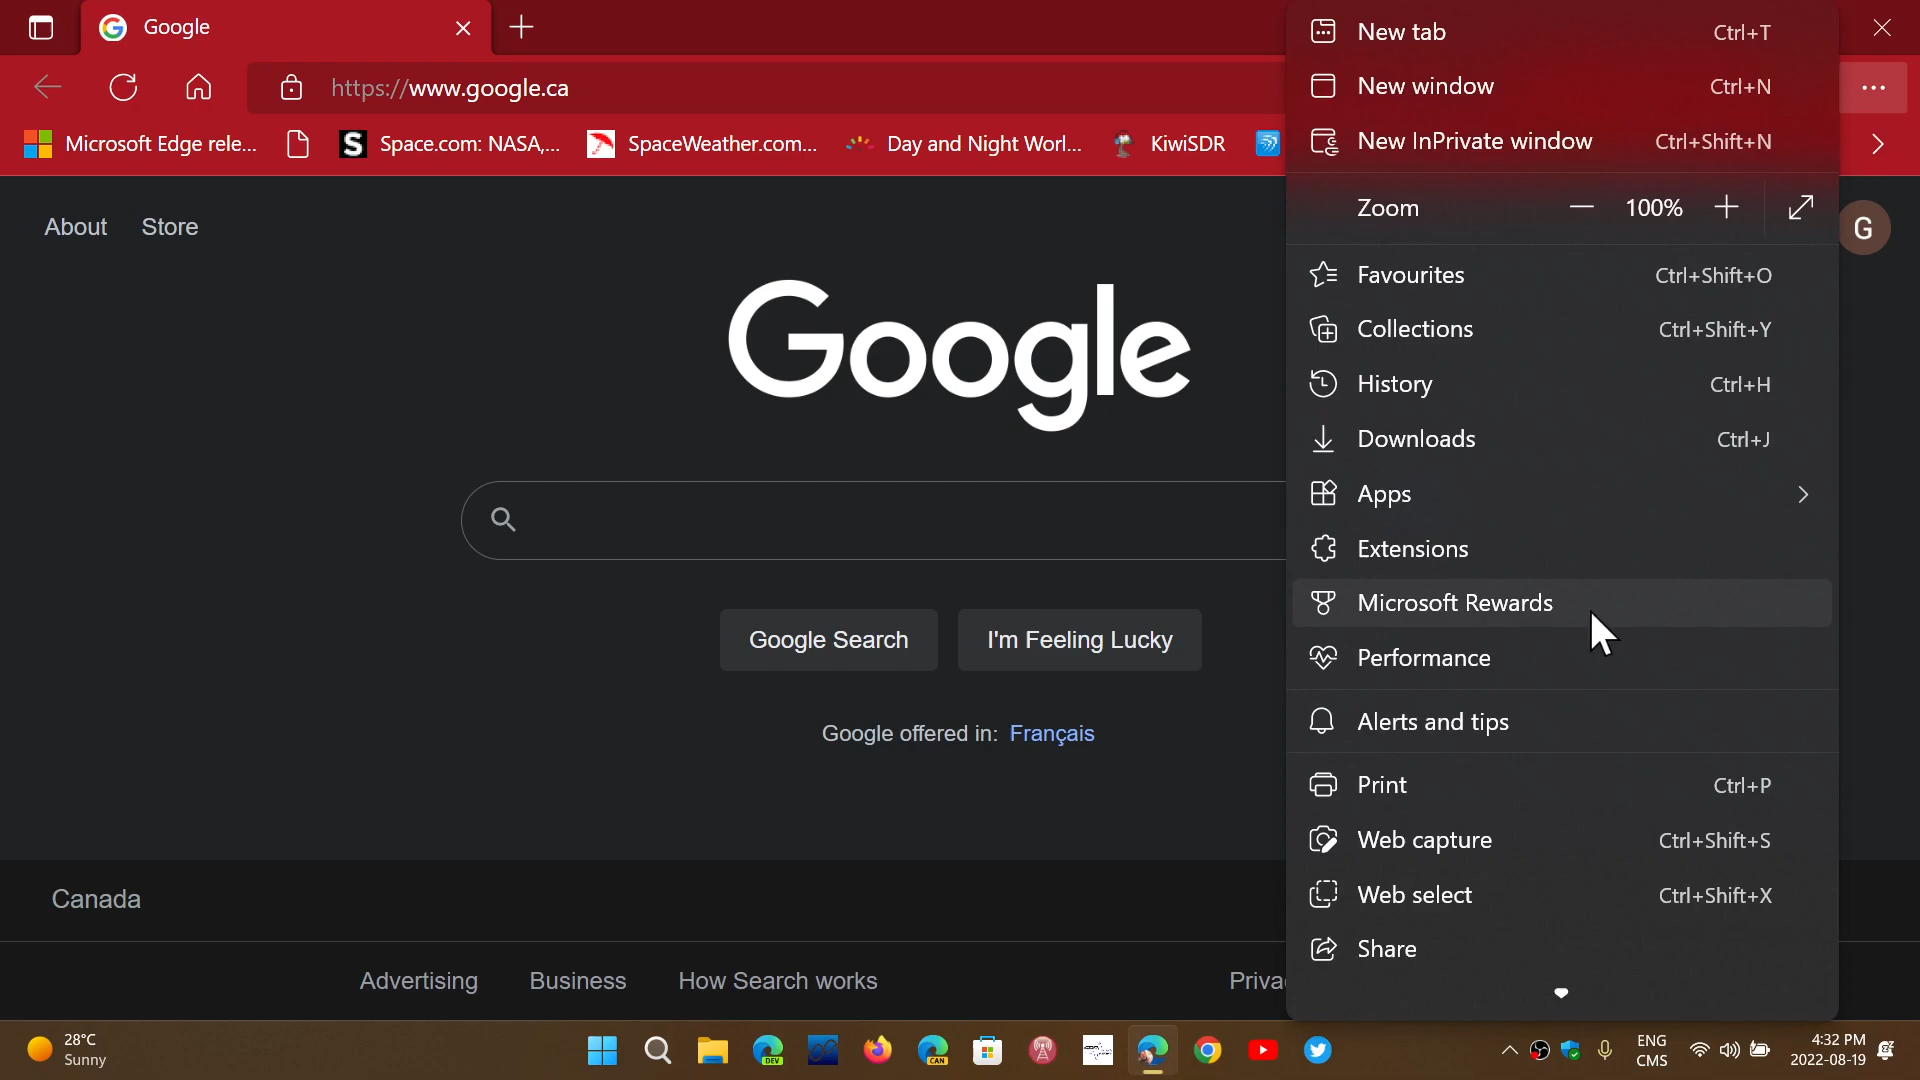 Google
https://www.google.ca
Microsoft Edge rele...
Space.com: NASA,...
SpaceWeather.com...
Day and Night Worl...
KiwiSDR
About
Store
Google
Google Search
I'm Feeling Lucky
Google offered in: Français
Canada
Advertising
Business
How Search works
New tab Ctrl+T
New window Ctrl+N
New InPrivate window Ctrl+Shift+N
Zoom 100%
Favourites Ctrl+Shift+O
Collections Ctrl+Shift+Y
History Ctrl+H
Downloads Ctrl+J
Apps
Extensions
Microsoft Rewards
Performance
Alerts and tips
Print Ctrl+P
Web capture Ctrl+Shift+S
Web select Ctrl+Shift+X
Share
G
28°C
Sunny
DEV
CAN
ENG
CMS
4:32 PM
2022-08-19